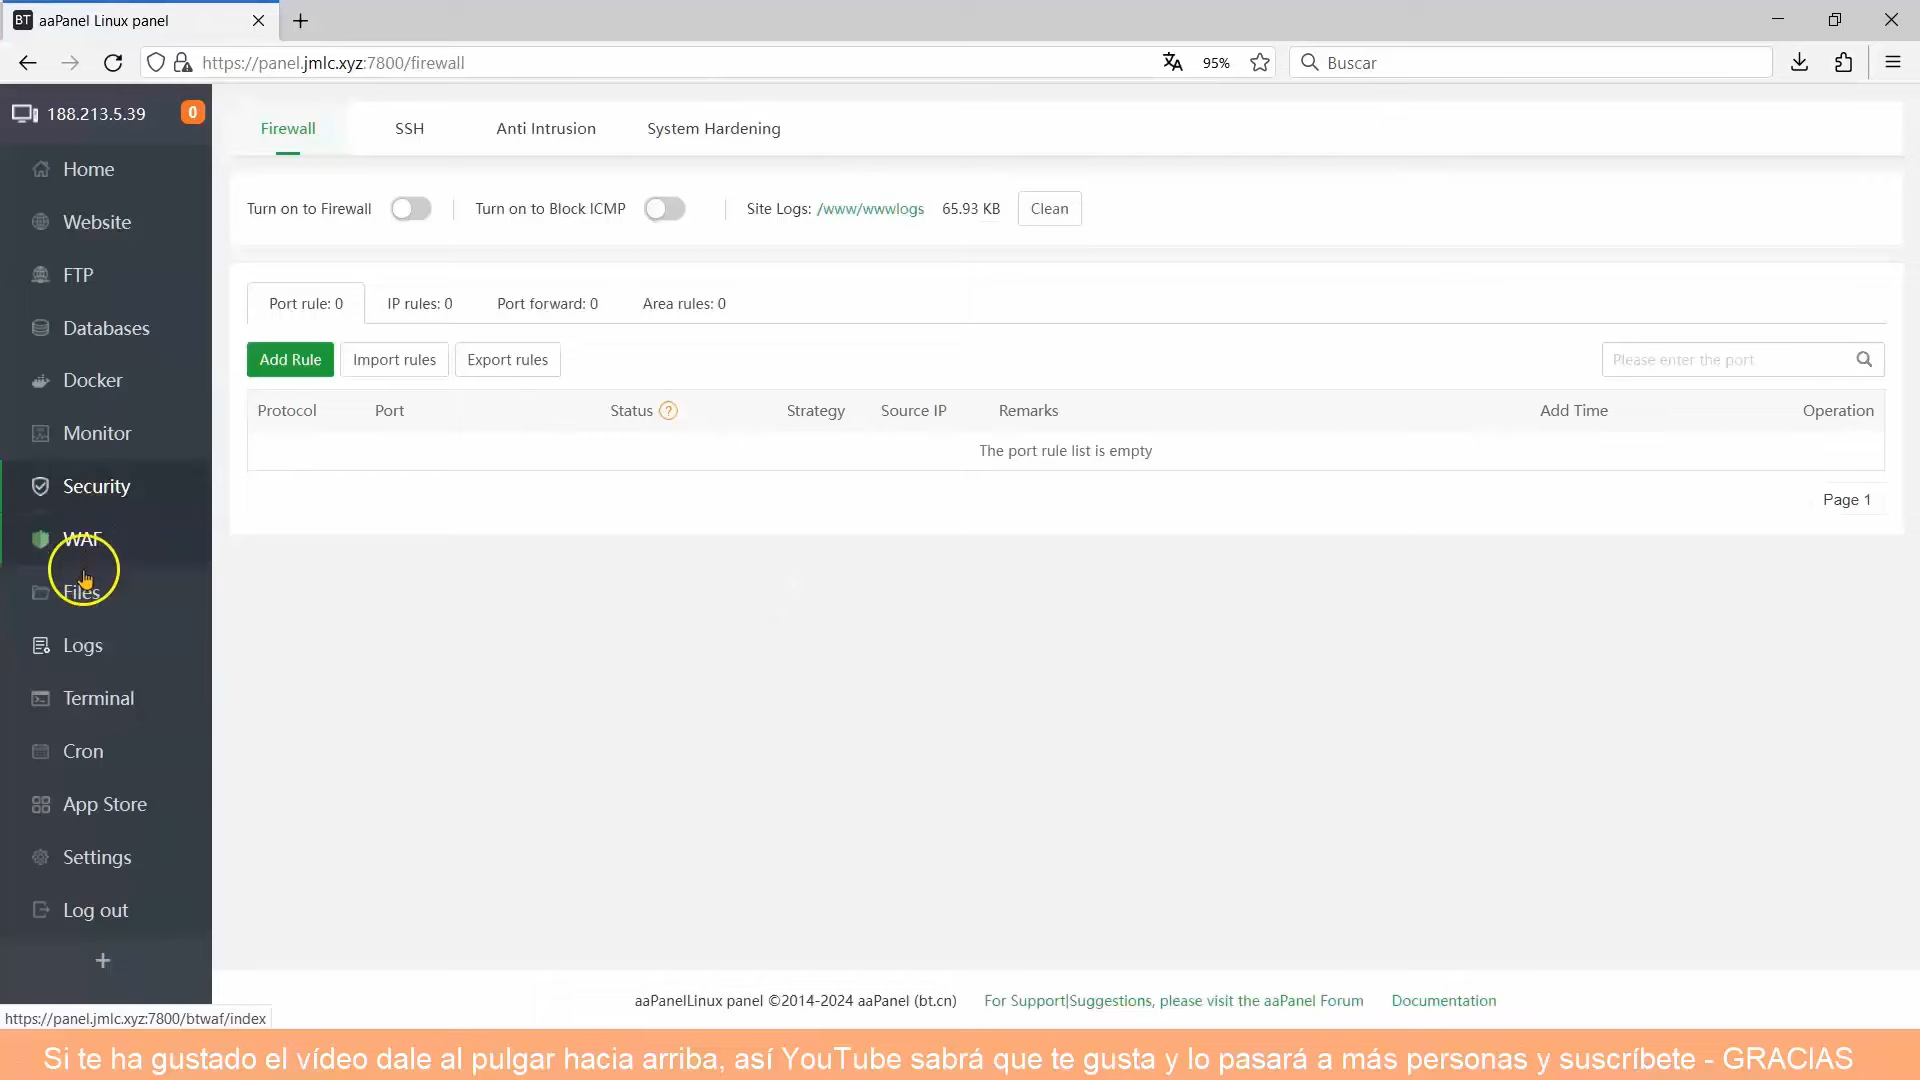 BT aaPanel Linux panel
https://panel.jmlc.xyz:7800/firewall
95%
Buscar
188.213.5.39
0
Home
Website
FTP
Databases
Docker
Monitor
Security
WAF
Files
Logs
Terminal
Cron
App Store
Settings
Log out
Firewall SSH Anti Intrusion System Hardening
Turn on to Firewall Turn on to Block ICMP Site Logs: /www/wwwlogs 65.93 KB Clean
Port rule: 0 IP rules: 0 Port forward: 0 Area rules: 0
Add Rule Import rules Export rules Please enter the port
Protocol Port Status ? Strategy Source IP Remarks Add Time Operation
The port rule list is empty
Page 1
aaPanelLinux panel ©2014-2024 aaPanel (bt.cn) For Support|Suggestions, please visit the aaPanel Forum Documentation
https://panel.jmlc.xyz:7800/btwaf/index
Si te ha gustado el vídeo dale al pulgar hacia arriba, así YouTube sabrá que te gusta y lo pasará a más personas y suscríbete - GRACIAS